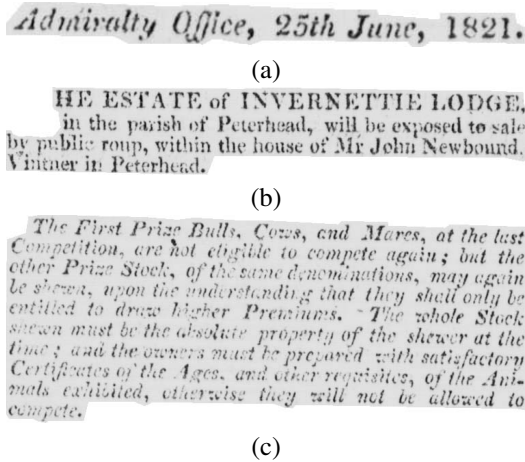 Admiralty Office, 25th June, 1821.
(a)
HE ESTATE of INVERNETTIE LODGE,
in the parish of Peterhead, will be exposed to sale
by public roup, within the house of Mr John Newbound,
Vintner in Peterhead.
(b)
The First Prize Bulls, Cows, and Mares, at the last
Competition, are not eligible to compete again; but the
other Prize Stock, of the same denominations, may again
be shewn, upon the understanding that they shall only be
entitled to draw higher Premiums. The whole Stock
shewn must be the absolute property of the shewer at the
time; and the owners must be prepared with satisfactory
Certificates of the Ages, and other requisites, of the Ani-
mals exhibited, otherwise they will not be allowed to
compete.
(c)